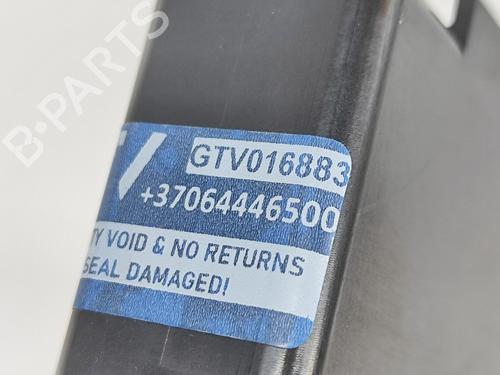 B-PARTS
GTV016883
+37064446500
TY VOID & NO RETURNS
SEAL DAMAGED!